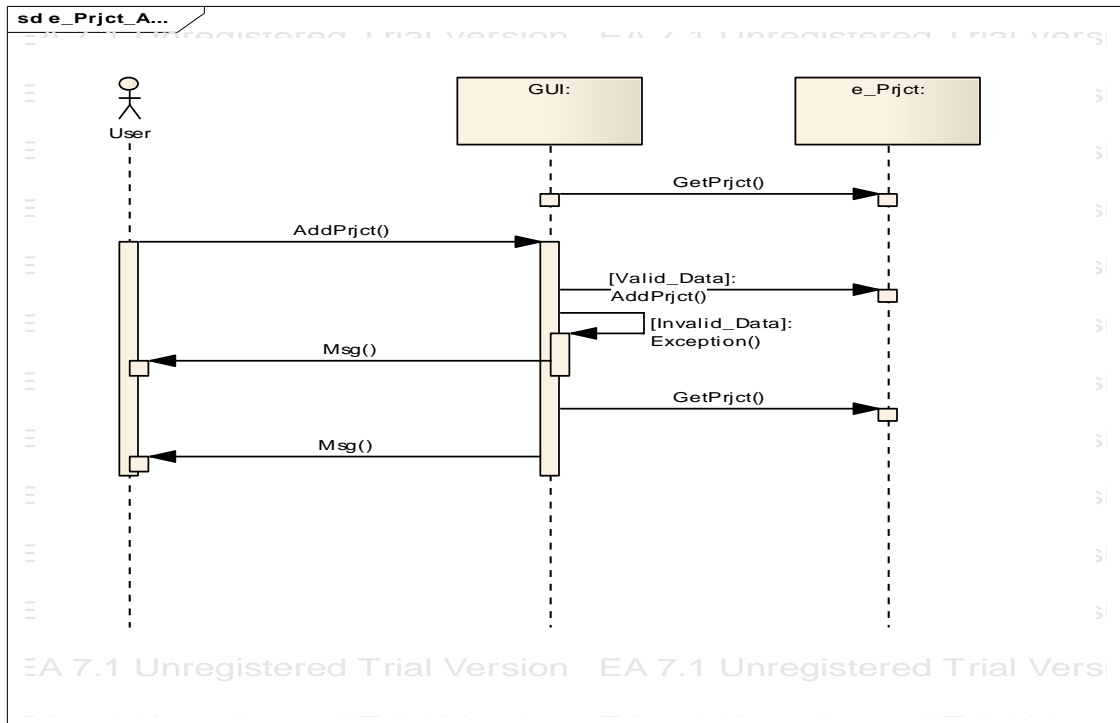 sd e_Prjct_A...
User
GUI:
e_Prjct:
GetPrjct()
AddPrjct()
[Valid_Data]:
AddPrjct()
[Invalid_Data]:
Exception()
Msg()
GetPrjct()
Msg()
EA 7.1 Unregistered Trial Version EA 7.1 Unregistered Trial Versi